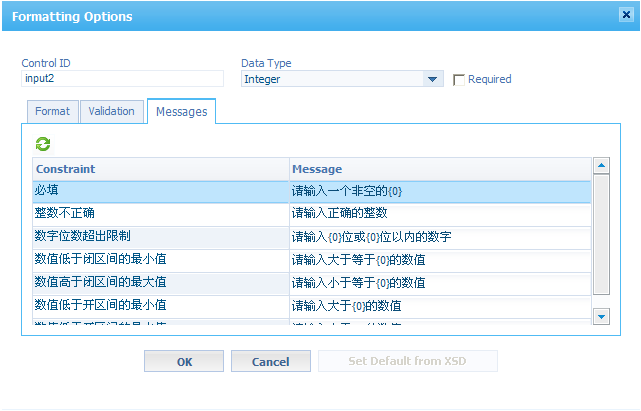 Formatting Options
Control ID
Data Type
input2
Integer
Required
Format
Validation
Messages
Constraint
Message
必填
请输入一个非空的{0}
整数不正确
请输入正确的整数
数字位数超出限制
请输入{0}位或{0}位以内的数字
数值低于闭区间的最小值
请输入大于等于{0}的数值
数值高于闭区间的最大值
请输入小于等于{0}的数值
数值低于开区间的最小值
请输入大于{0}的数值
OK
Cancel
Set Default from XSD